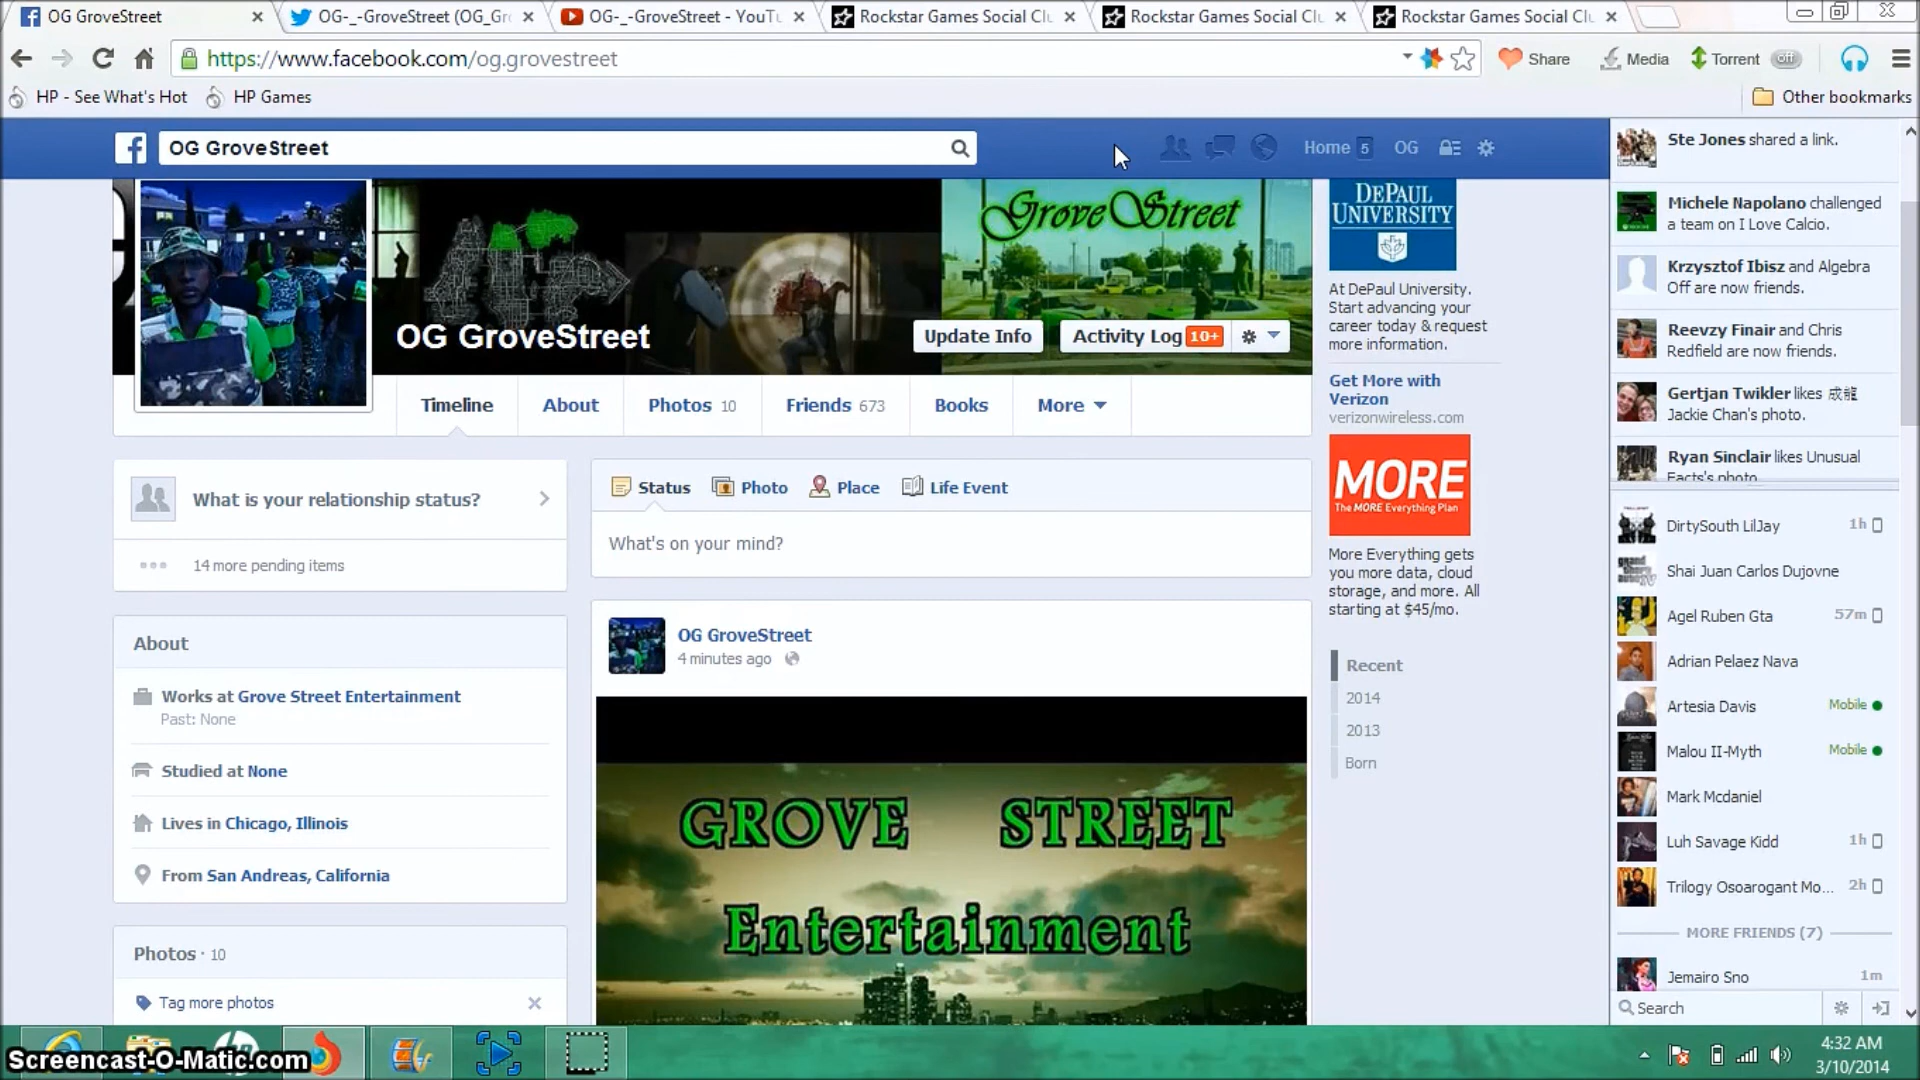 OG GroveStreet
OG-_-GroveStreet (OG_Gr
OG-_-GroveStreet - YouTu
Rockstar Games Social Clu
Rockstar Games Social Clu
Rockstar Games Social Clu
https://www.facebook.com/og.grovestreet
Share
Media
Torrent off
HP - See What's Hot
HP Games
Other bookmarks
OG GroveStreet
Home 5
OG
GroveStreet
OG GroveStreet
Update Info
Activity Log 10+
Timeline
About
Photos 10
Friends 673
Books
More
What is your relationship status?
14 more pending items
About
Works at Grove Street Entertainment
Past: None
Studied at None
Lives in Chicago, Illinois
From San Andreas, California
Photos · 10
Tag more photos
Status
Photo
Place
Life Event
What's on your mind?
OG GroveStreet
4 minutes ago
GROVE STREET
Entertainment
DEPAUL
UNIVERSITY
At DePaul University.
Start advancing your
career today & request
more information.
Get More with
Verizon
verizonwireless.com
MORE
The MORE Everything Plan
More Everything gets
you more data, cloud
storage, and more. All
starting at $45/mo.
Recent
2014
2013
Born
Ste Jones shared a link.
Michele Napolano challenged
a team on I Love Calcio.
Krzysztof Ibisz and Algebra
Off are now friends.
Reevzy Finair and Chris
Redfield are now friends.
Gertjan Twikler likes 成龍
Jackie Chan's photo.
Ryan Sinclair likes Unusual
Facts's photo
DirtySouth LilJay 1h
Shai Juan Carlos Dujovne
Agel Ruben Gta 57m
Adrian Pelaez Nava
Artesia Davis Mobile
Malou II-Myth Mobile
Mark Mcdaniel
Luh Savage Kidd 1h
Trilogy Osoarogant Mo... 2h
MORE FRIENDS (7)
Jemairo Sno 1m
Search
Screencast-O-Matic.com
4:32 AM
3/10/2014